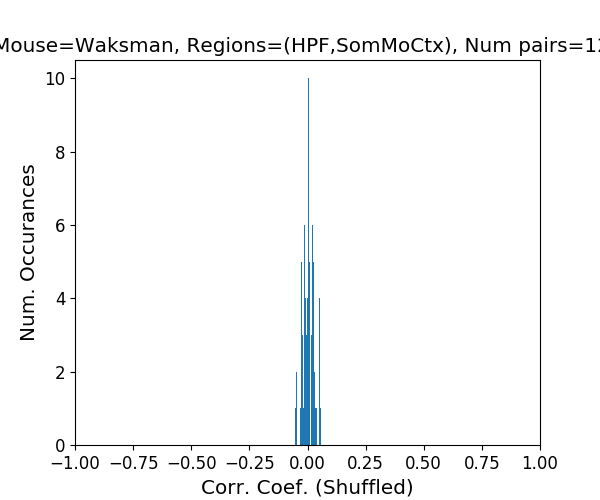 Mouse=Waksman, Regions=(HPF,SomMoCtx), Num pairs=12
10
8
6
4
2
0
Num. Occurances
−1.00 −0.75 −0.50 −0.25 0.00 0.25 0.50 0.75 1.00
Corr. Coef. (Shuffled)